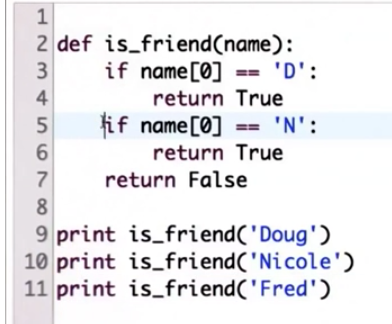 1
2 def is_friend(name):
3     if name[0] == 'D':
4         return True
5     if name[0] == 'N':
6         return True
7     return False
8
9 print is_friend('Doug')
10 print is_friend('Nicole')
11 print is_friend('Fred')